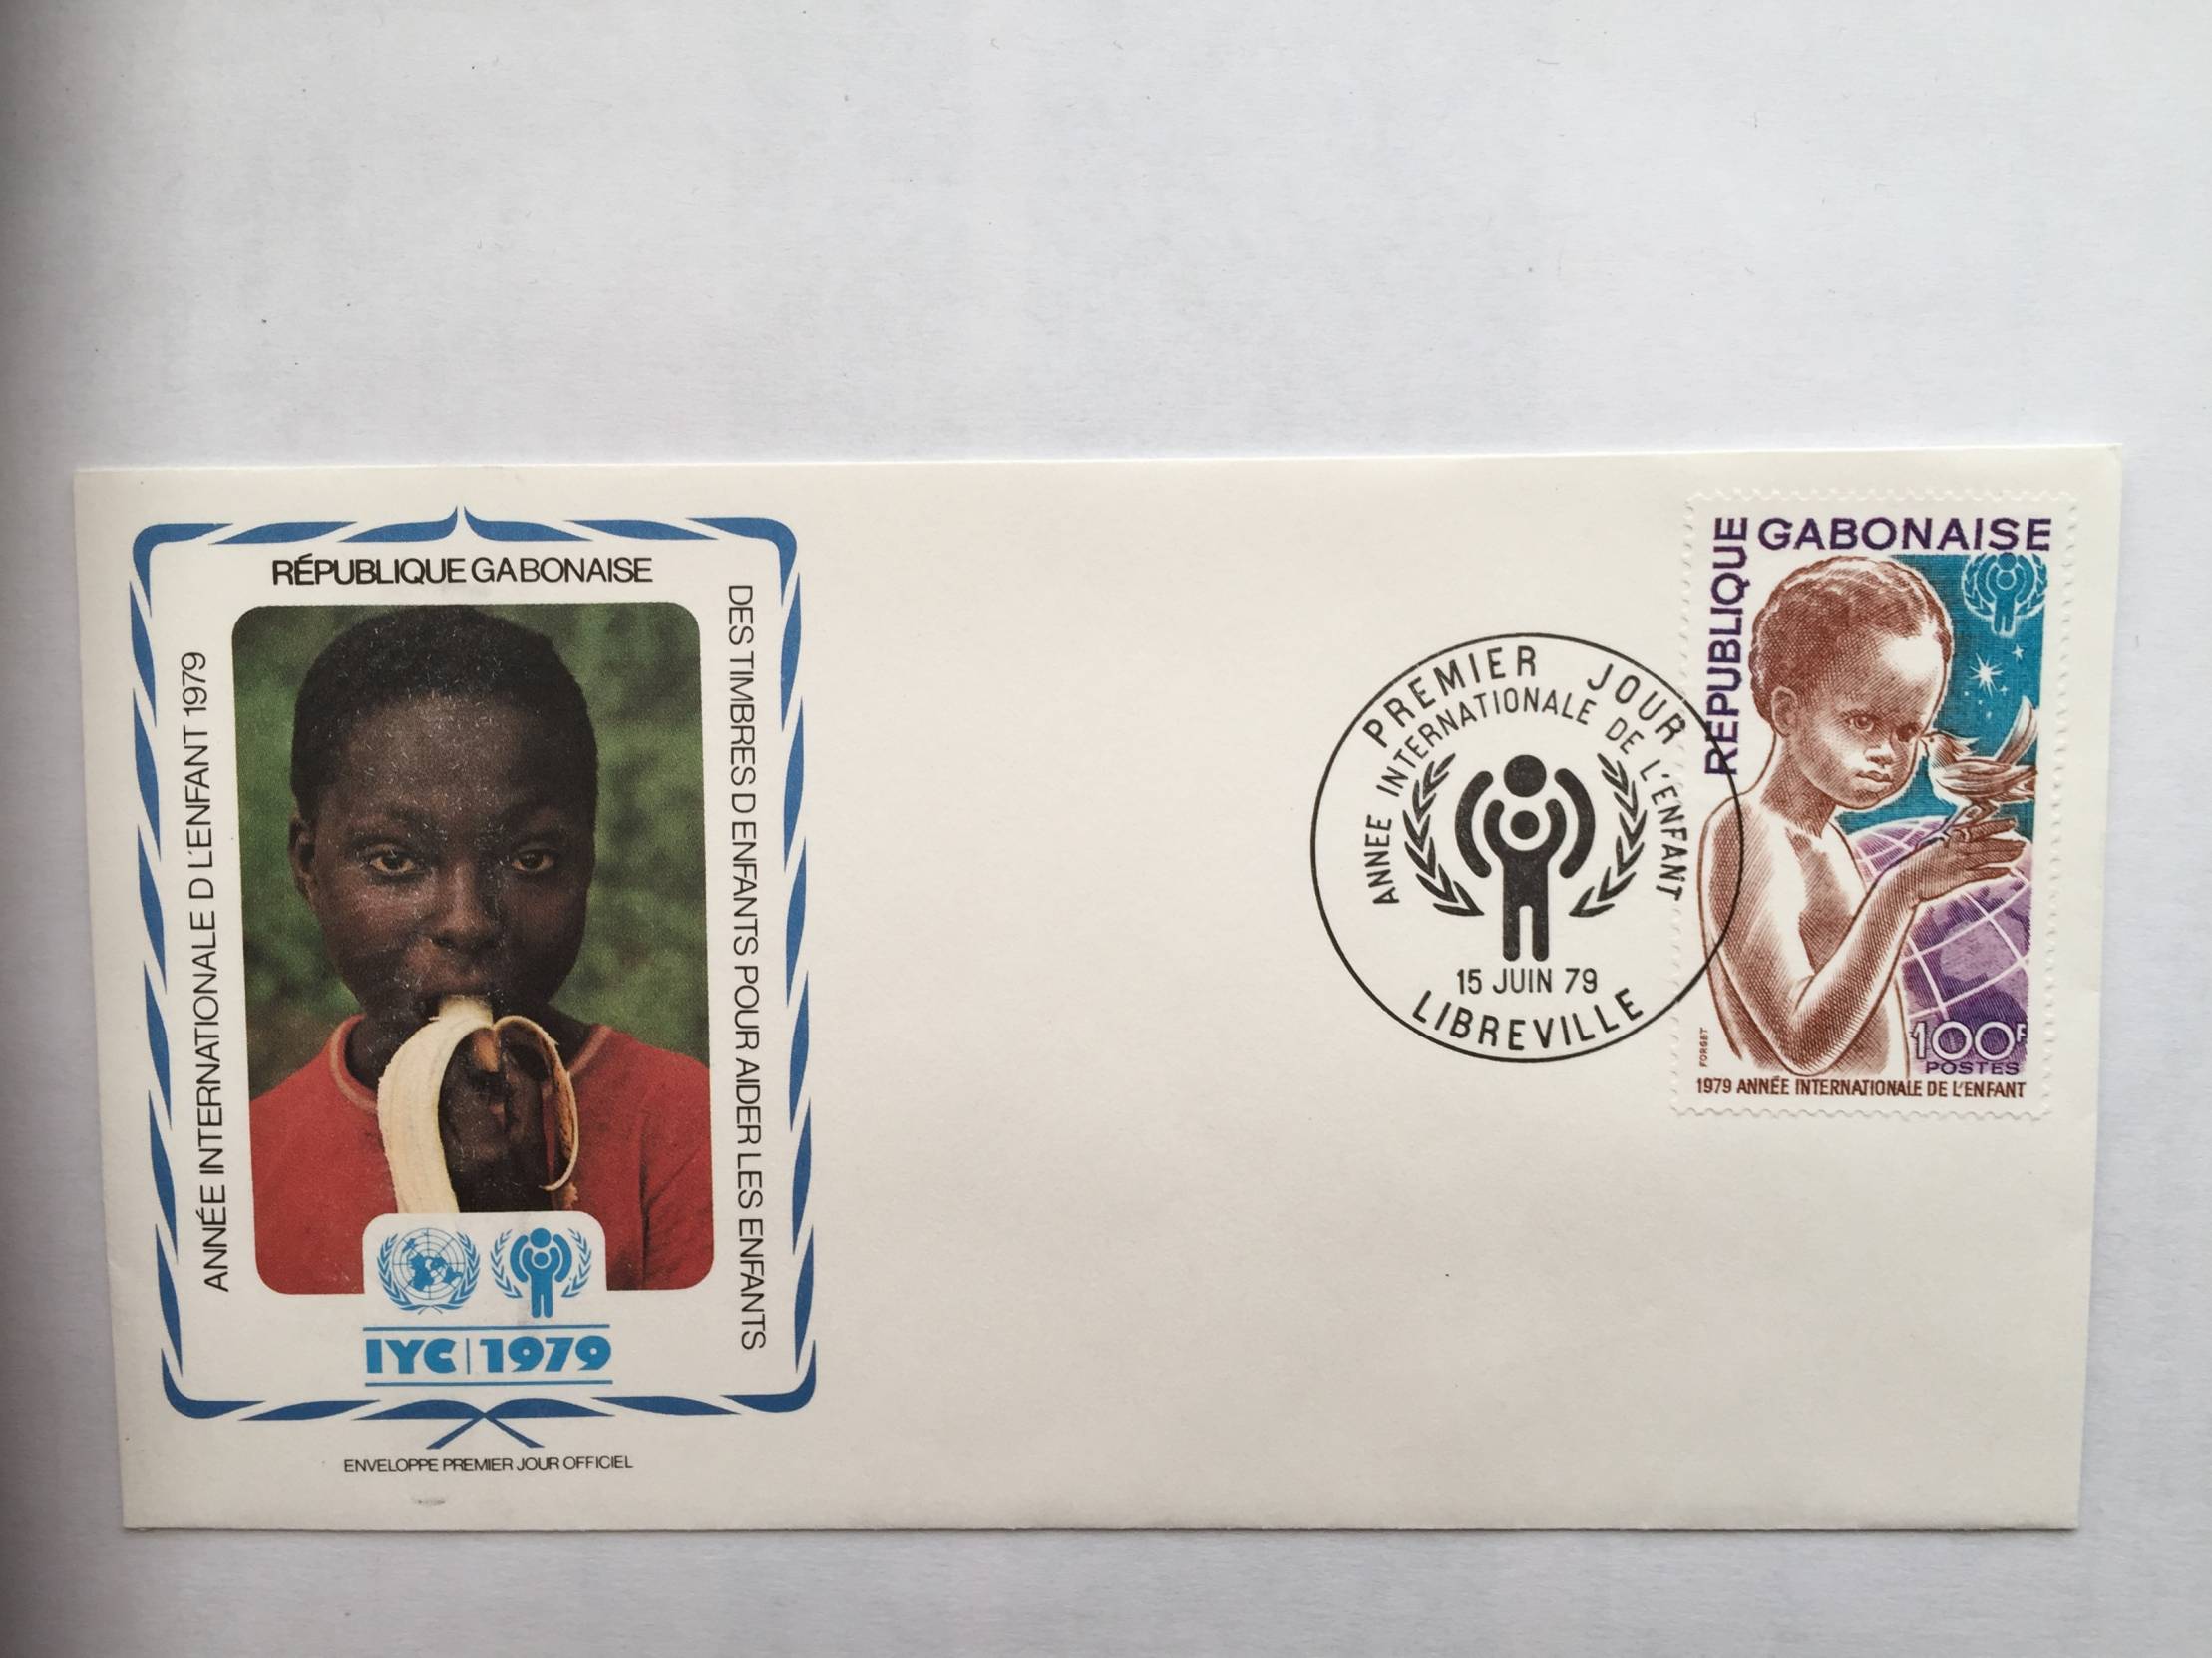 RÉPUBLIQUE GABONAISE
ANNÉE INTERNATIONALE D L'ENFANT 1979
DES TIMBRES D ENFANTS POUR AIDER LES ENFANTS
IYC 1979
ENVELOPPE PREMIER JOUR OFFICIEL
PREMIER JOUR
ANNEE INTERNATIONALE DE L'ENFANT
15 JUIN 79
LIBREVILLE
RÉPUBLIQUE GABONAISE
100F
POSTES
FORGET
1979 ANNÉE INTERNATIONALE DE L'ENFANT